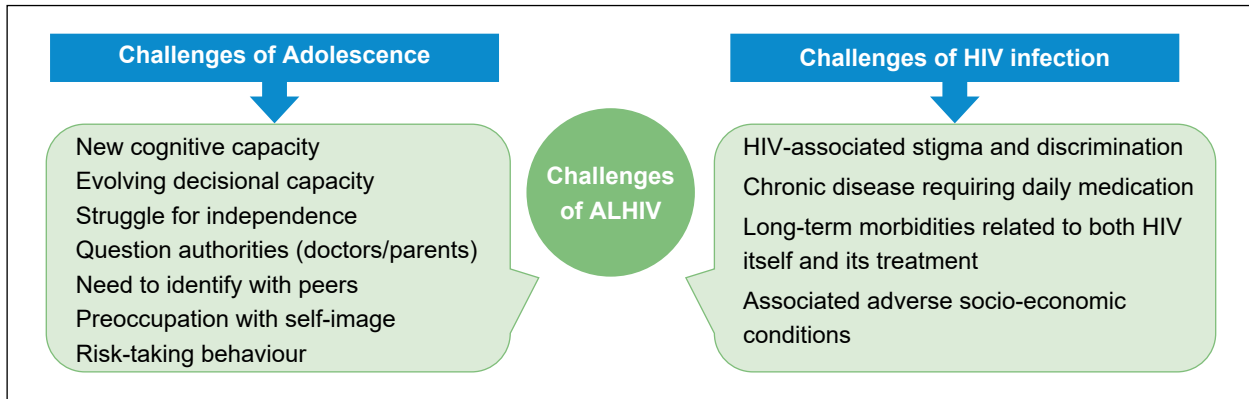 Challenges of Adolescence
New cognitive capacity
Evolving decisional capacity
Struggle for independence
Question authorities (doctors/parents)
Need to identify with peers
Preoccupation with self-image
Risk-taking behaviour
Challenges
of ALHIV
Challenges of HIV infection
HIV-associated stigma and discrimination
Chronic disease requiring daily medication
Long-term morbidities related to both HIV
itself and its treatment
Associated adverse socio-economic
conditions